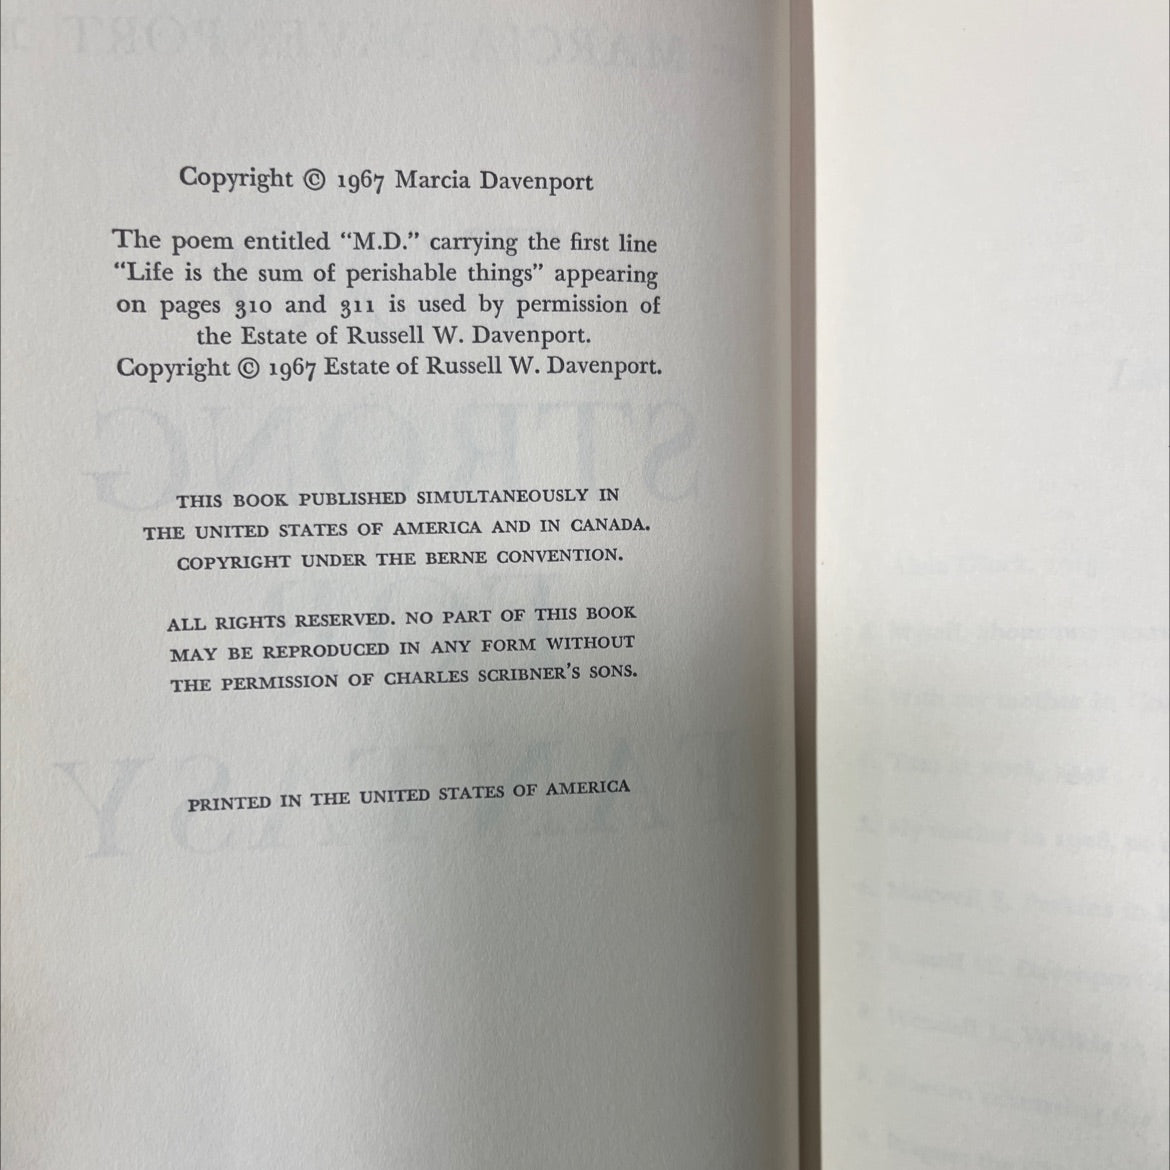 Copyright © 1967 Marcia Davenport
The poem entitled “M.D.” carrying the first line
“Life is the sum of perishable things” appearing
on pages 310 and 311 is used by permission of
the Estate of Russell W. Davenport.
Copyright © 1967 Estate of Russell W. Davenport.
THIS BOOK PUBLISHED SIMULTANEOUSLY IN
THE UNITED STATES OF AMERICA AND IN CANADA.
COPYRIGHT UNDER THE BERNE CONVENTION.
ALL RIGHTS RESERVED. NO PART OF THIS BOOK
MAY BE REPRODUCED IN ANY FORM WITHOUT
THE PERMISSION OF CHARLES SCRIBNER’S SONS.
PRINTED IN THE UNITED STATES OF AMERICA